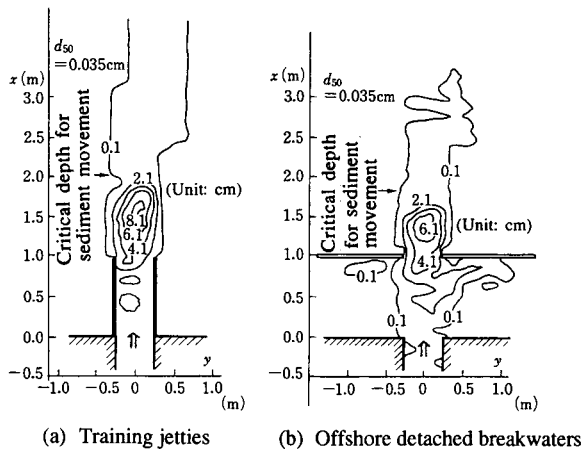 d50
=0.035cm
x (m)
3.0
0.1
2.5
Critical depth for
sediment movement
2.1
2.0
(Unit: cm)
1.5
8.1
6.1
4.1
1.0
0.5
0.0
⇑
y
−0.5
−1.0 −0.5 0 0.5 1.0
(m)
(a) Training jetties
d50
=0.035cm
x (m)
3.0
2.5
0.1
Critical depth
for sediment
movement
2.0
2.1
(Unit: cm)
1.5
6.1
1.0
4.1
−0.1
0.5
0.1
0.1
0.0
⇑
y
−0.5
−1.0 −0.5 0 0.5 1.0
(m)
(b) Offshore detached breakwaters